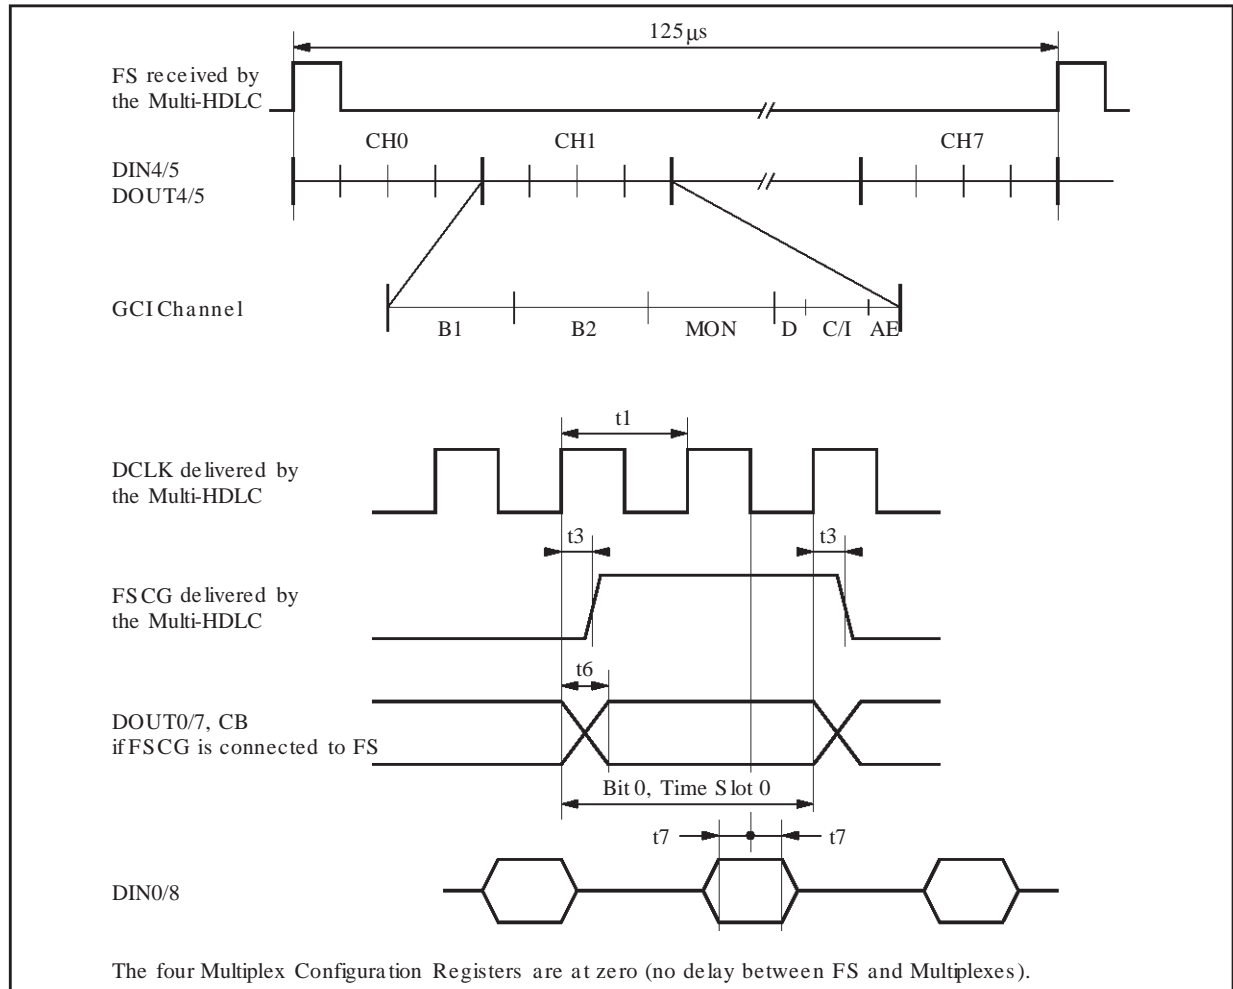 125µs
FS received by
the Multi-HDLC
CH0 CH1 CH7
DIN4/5
DOUT4/5
GCI Channel
B1 B2 MON D C/I AE
t1
DCLK delivered by
the Multi-HDLC
t3 t3
FSCG delivered by
the Multi-HDLC
t6
DOUT0/7, CB
if FSCG is connected to FS
Bit 0, Time Slot 0
t7 t7
DIN0/8
The four Multiplex Configuration Registers are at zero (no delay between FS and Multiplexes).